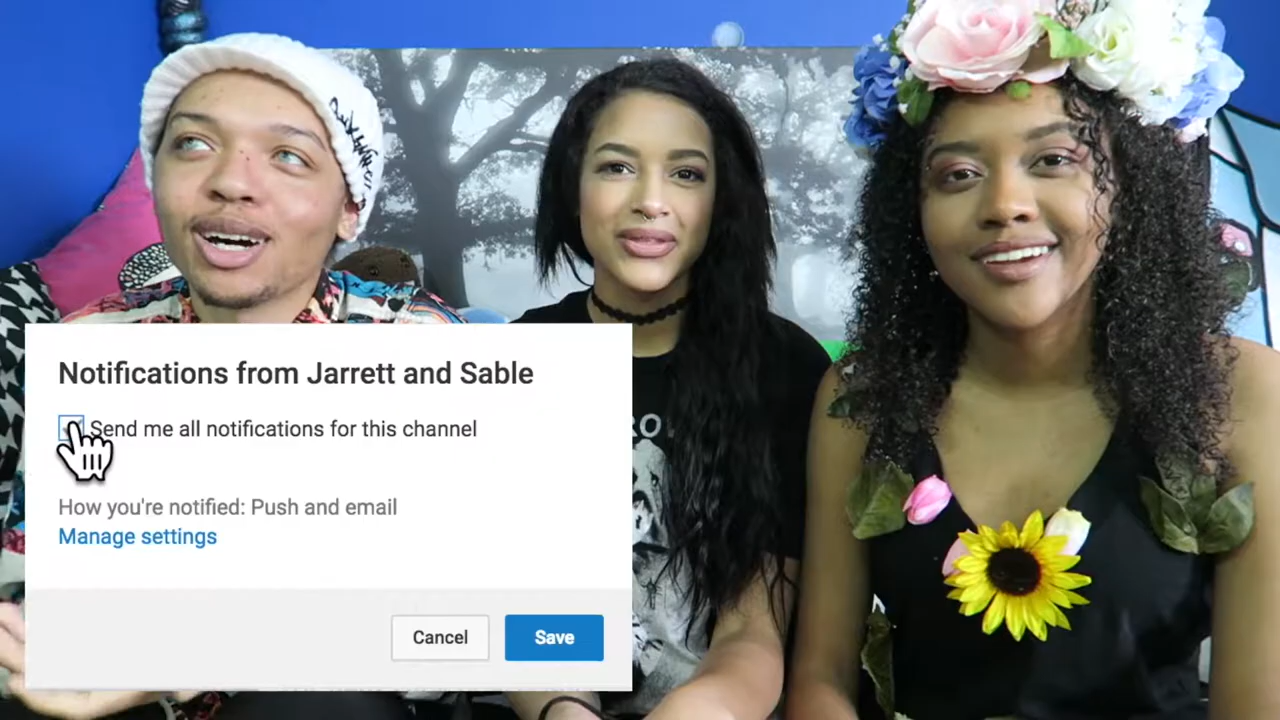 Notifications from Jarrett and Sable
Send me all notifications for this channel
How you're notified: Push and email
Manage settings
Cancel
Save